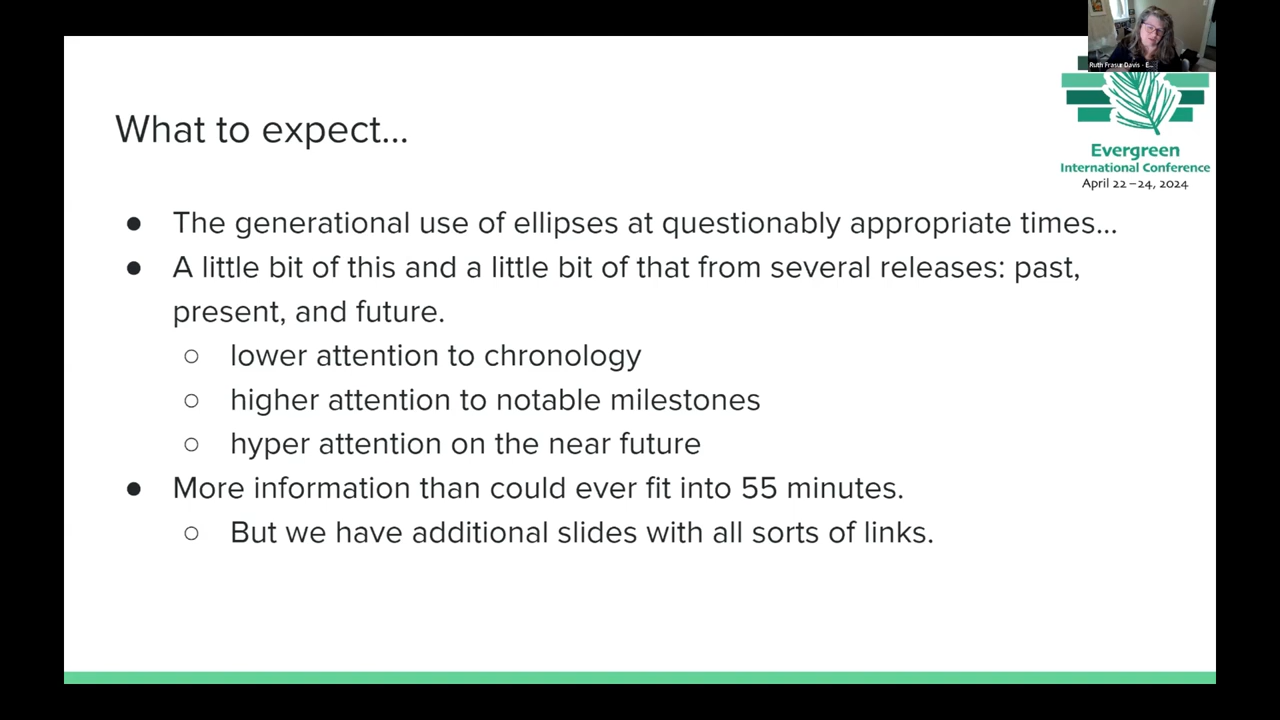 Ruth Frasur Davis - E...
What to expect...
Evergreen
International Conference
April 22-24, 2024
● The generational use of ellipses at questionably appropriate times...
● A little bit of this and a little bit of that from several releases: past,
present, and future.
○ lower attention to chronology
○ higher attention to notable milestones
○ hyper attention on the near future
● More information than could ever fit into 55 minutes.
○ But we have additional slides with all sorts of links.